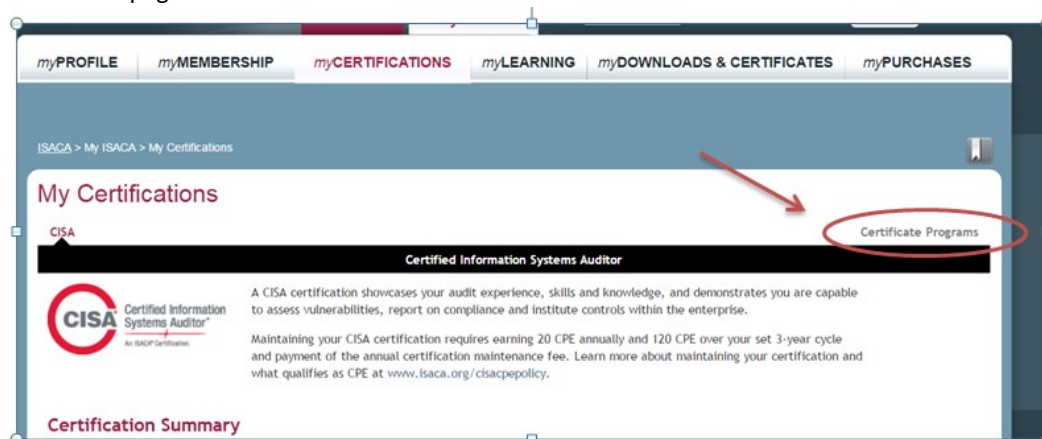 myPROFILE myMEMBERSHIP myCERTIFICATIONS myLEARNING myDOWNLOADS & CERTIFICATES myPURCHASES
ISACA > My ISACA > My Certifications
My Certifications
CISA Certificate Programs
Certified Information Systems Auditor
CISA Certified Information Systems Auditor®
An ISACA® Certification
A CISA certification showcases your audit experience, skills and knowledge, and demonstrates you are capable
to assess vulnerabilities, report on compliance and institute controls within the enterprise.
Maintaining your CISA certification requires earning 20 CPE annually and 120 CPE over your set 3-year cycle
and payment of the annual certification maintenance fee. Learn more about maintaining your certification and
what qualifies as CPE at www.isaca.org/cisacpepolicy.
Certification Summary